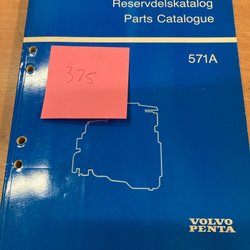 Reservdelskatalog
Parts Catalogue
571A
375
VOLVO
PENTA